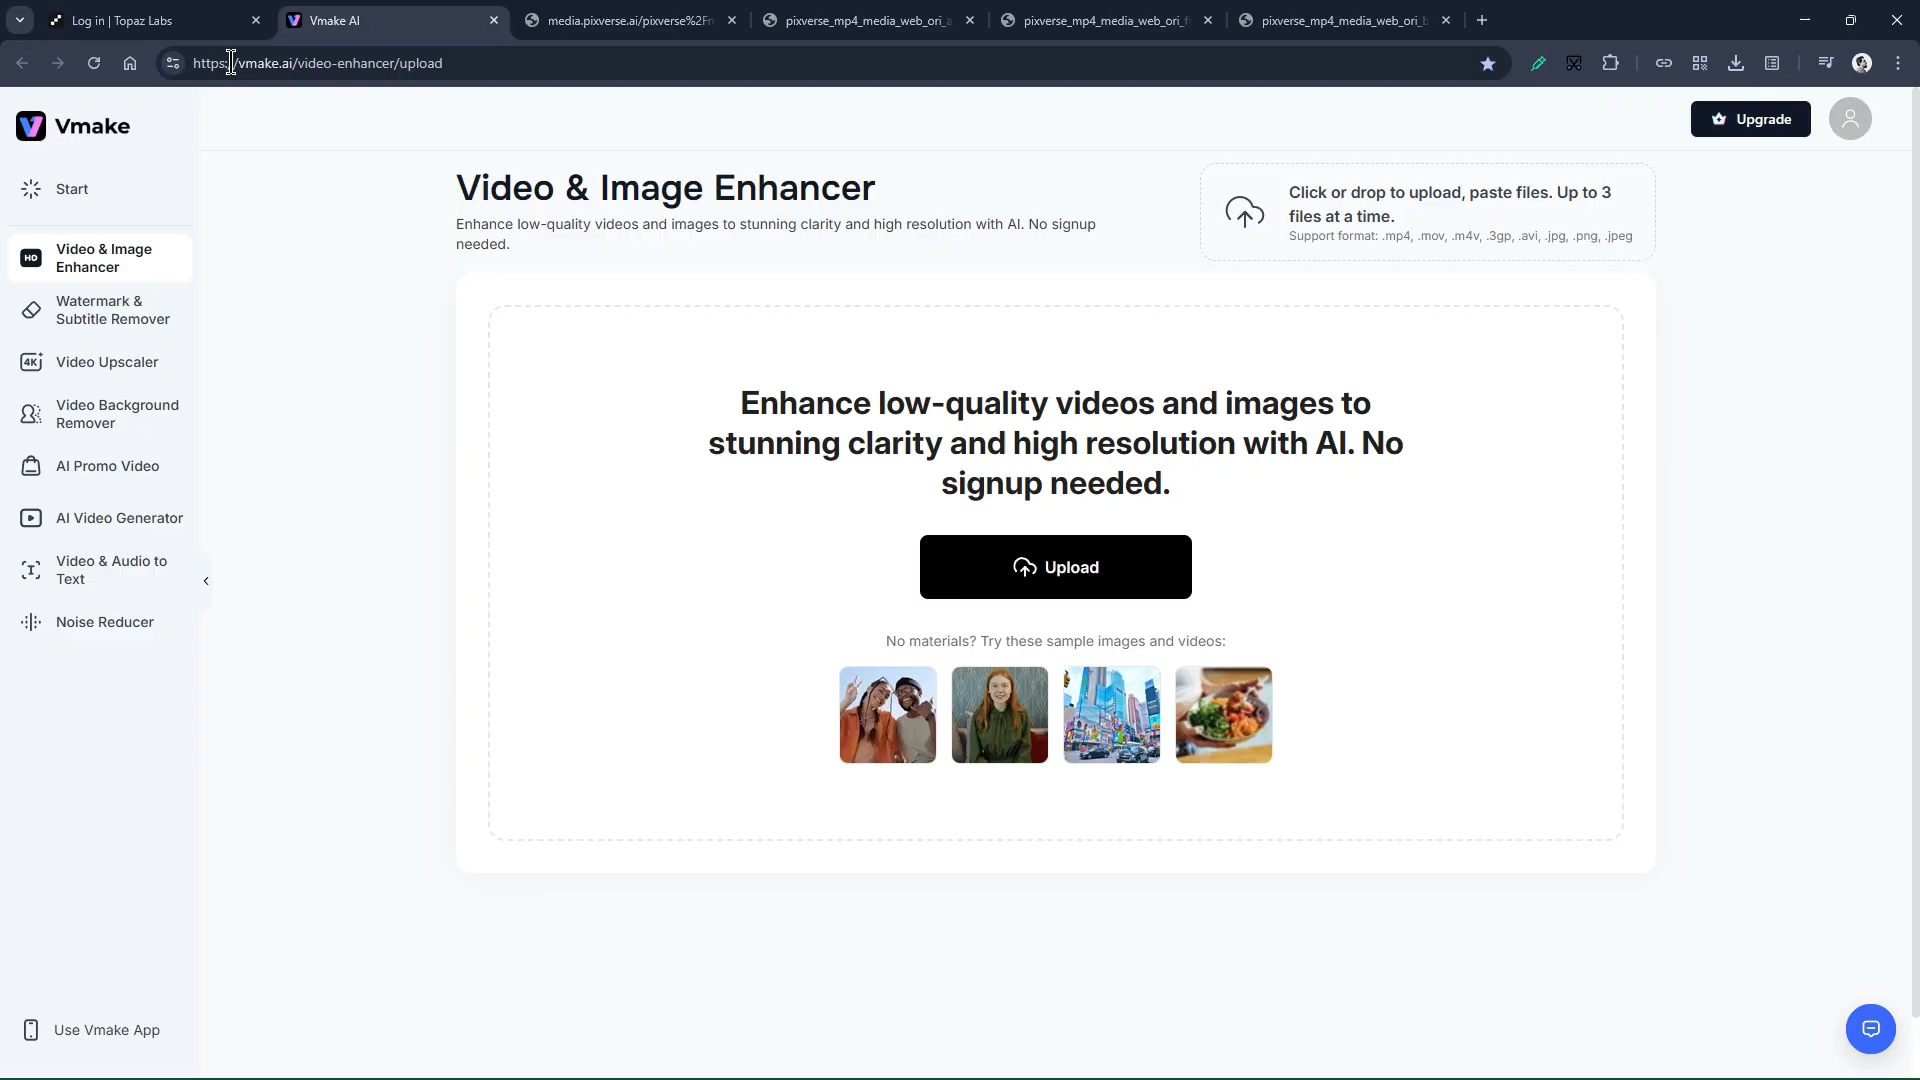 Log in | Topaz Labs
Vmake AI
media.pixverse.ai/pixverse%2Fm
pixverse_mp4_media_web_ori_a
pixverse_mp4_media_web_ori_f
pixverse_mp4_media_web_ori_b
https://vmake.ai/video-enhancer/upload
Vmake
Upgrade
Start
Video & Image
Enhancer
Watermark &
Subtitle Remover
4K
Video Upscaler
Video Background
Remover
AI Promo Video
AI Video Generator
Video & Audio to
Text
Noise Reducer
Use Vmake App
HD
Video & Image Enhancer
Enhance low-quality videos and images to stunning clarity and high resolution with AI. No signup
needed.
Click or drop to upload, paste files. Up to 3
files at a time.
Support format: .mp4, .mov, .m4v, .3gp, .avi, .jpg, .png, .jpeg
Enhance low-quality videos and images to
stunning clarity and high resolution with AI. No
signup needed.
Upload
No materials? Try these sample images and videos: